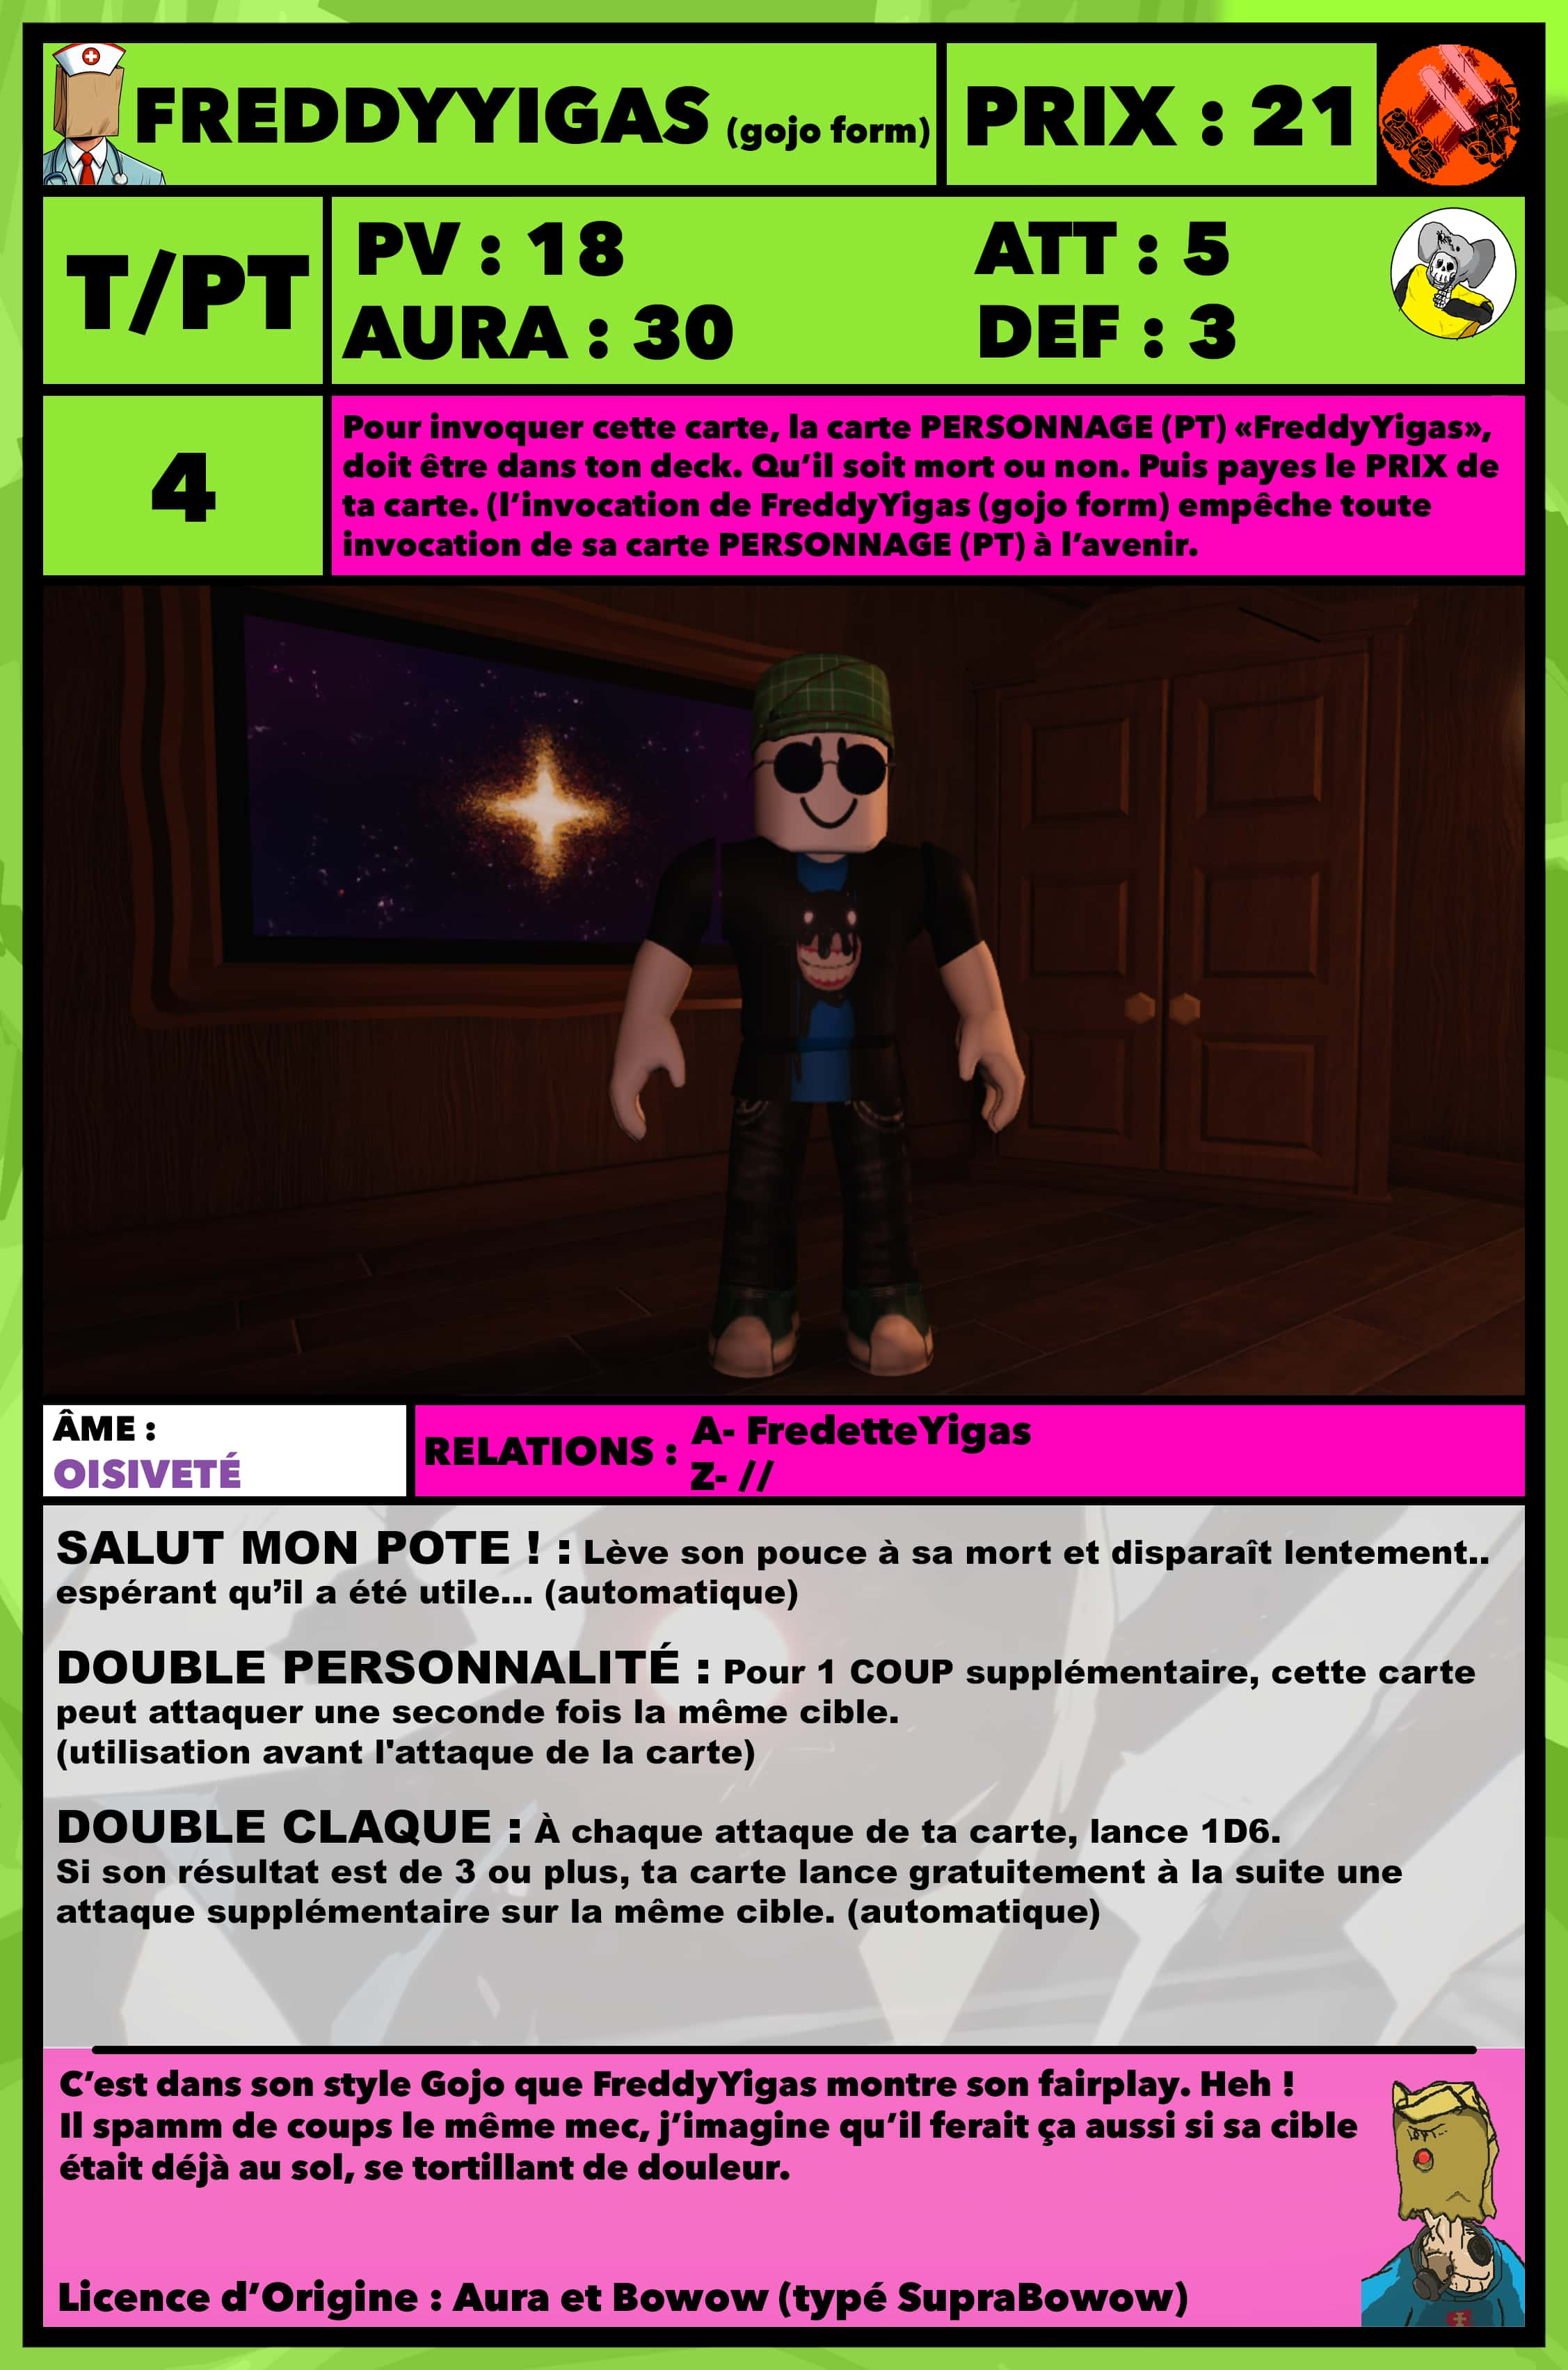 FREDDYYIGAS (gojo form)
PRIX : 21
T/PT
PV : 18
ATT : 5
AURA : 30
DEF : 3
4
Pour invoquer cette carte, la carte PERSONNAGE (PT) «FreddyYigas»,
doit être dans ton deck. Qu’il soit mort ou non. Puis payes le PRIX de
ta carte. (l’invocation de FreddyYigas (gojo form) empêche toute
invocation de sa carte PERSONNAGE (PT) à l’avenir.
ÂME :
OISIVETÉ
RELATIONS :
A- FredetteYigas
Z- //
SALUT MON POTE ! : Lève son pouce à sa mort et disparaît lentement..
espérant qu’il a été utile... (automatique)
DOUBLE PERSONNALITÉ : Pour 1 COUP supplémentaire, cette carte
peut attaquer une seconde fois la même cible.
(utilisation avant l'attaque de la carte)
DOUBLE CLAQUE : À chaque attaque de ta carte, lance 1D6.
Si son résultat est de 3 ou plus, ta carte lance gratuitement à la suite une
attaque supplémentaire sur la même cible. (automatique)
C’est dans son style Gojo que FreddyYigas montre son fairplay. Heh !
Il spamm de coups le même mec, j’imagine qu’il ferait ça aussi si sa cible
était déjà au sol, se tortillant de douleur.
Licence d’Origine : Aura et Bowow (typé SupraBowow)